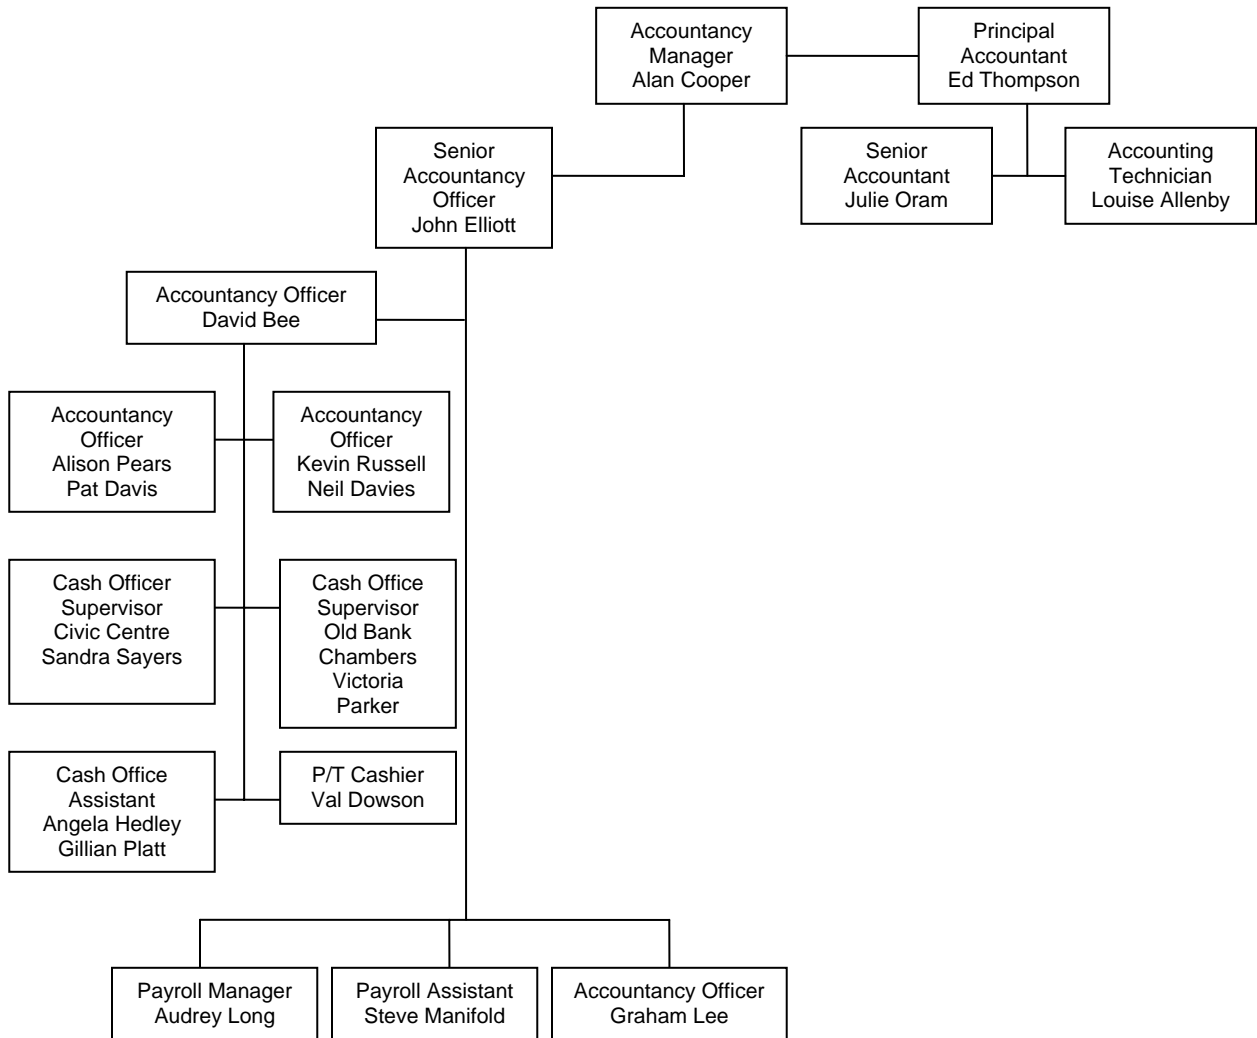 Accountancy
Manager
Alan Cooper
Principal
Accountant
Ed Thompson
Senior
Accountancy
Officer
John Elliott
Senior
Accountant
Julie Oram
Accounting
Technician
Louise Allenby
Accountancy Officer
David Bee
Accountancy
Officer
Alison Pears
Pat Davis
Accountancy
Officer
Kevin Russell
Neil Davies
Cash Officer
Supervisor
Civic Centre
Sandra Sayers
Cash Office
Supervisor
Old Bank
Chambers
Victoria
Parker
Cash Office
Assistant
Angela Hedley
Gillian Platt
P/T Cashier
Val Dowson
Payroll Manager
Audrey Long
Payroll Assistant
Steve Manifold
Accountancy Officer
Graham Lee